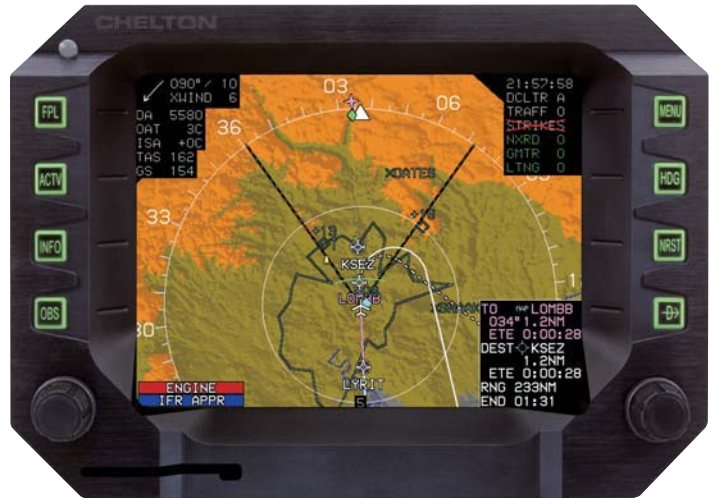 CHELTON
FPL
ACTV
INFO
OBS
MENU
HDG
NRST
D
090°/ 10
XWIND 6
DA 5580
OAT 3C
ISA +0C
TAS 162
GS 154
21:57:58
DCLTR A
TRAFF 0
STRIKES
NXRD 0
GMTR 0
LTNG 0
33
36
03
06
30
+13
KSEZ
LOMBB
LYRIT
5
TO MAP LOMBB
034° 1.2NM
ETE 0:00:28
DEST KSEZ
1.2NM
ETE 0:00:28
RNG 233NM
END 01:31
ENGINE
IFR APPR